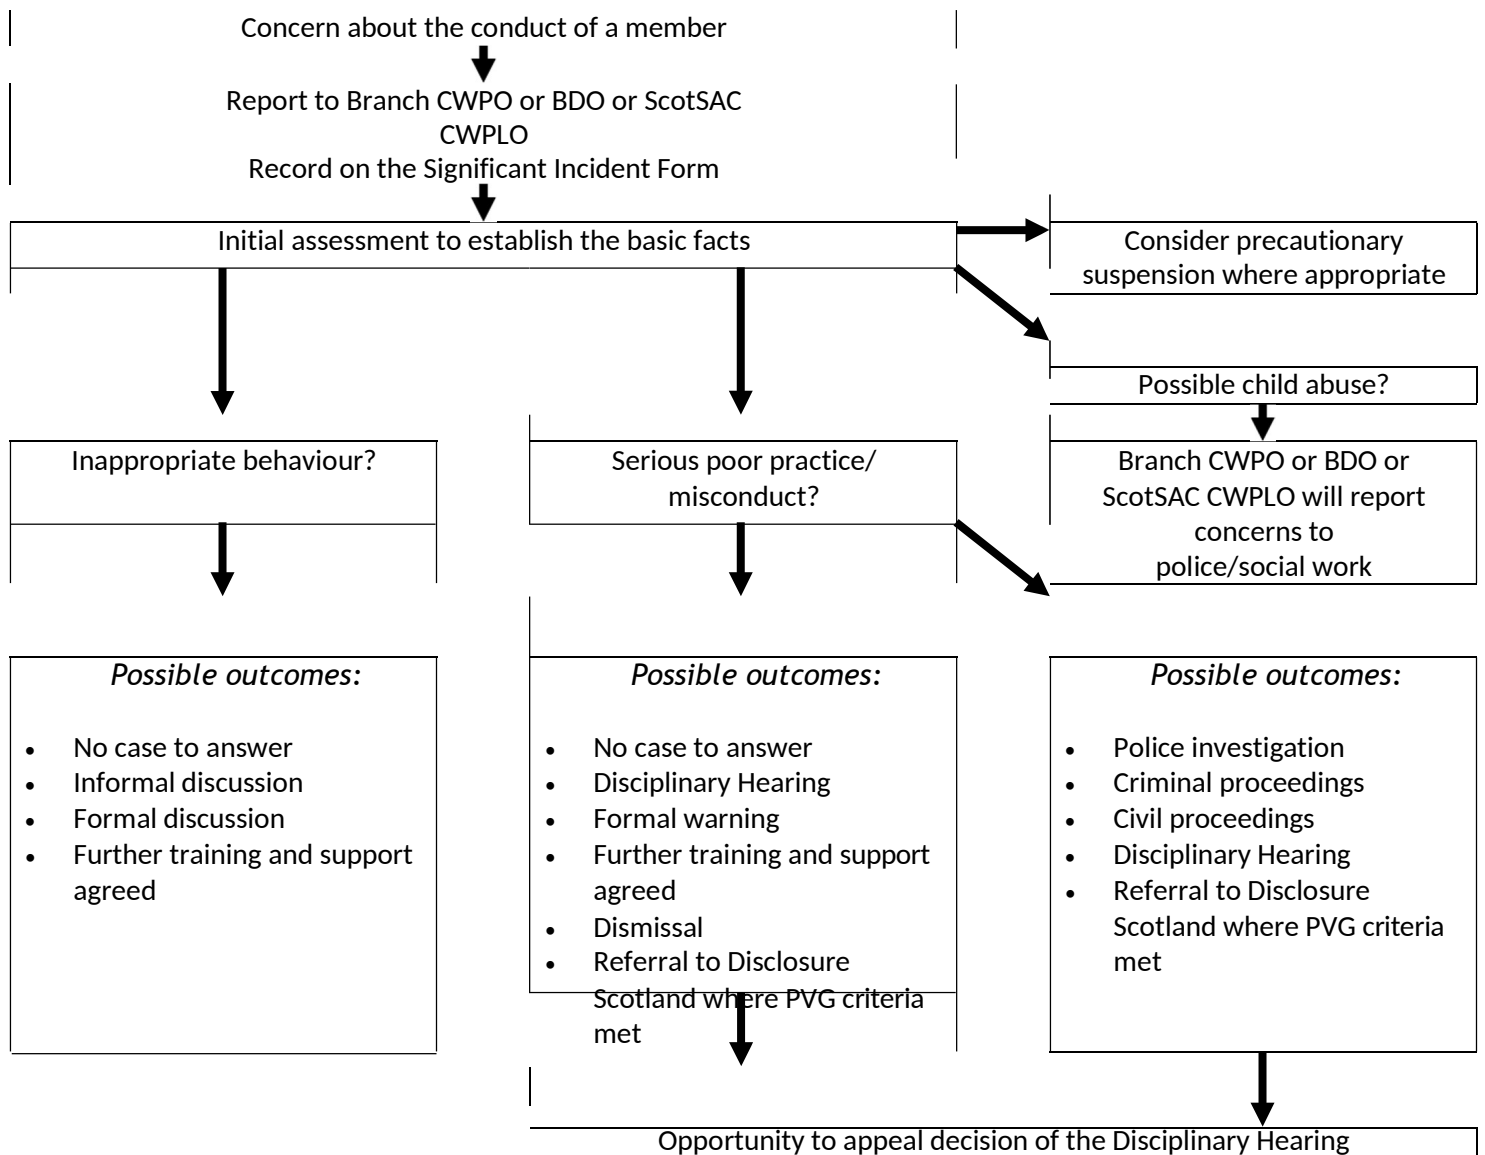 Concern about the conduct of a member
Report to Branch CWPO or BDO or ScotSAC
CWPLO
Record on the Significant Incident Form
Initial assessment to establish the basic facts
Consider precautionary
suspension where appropriate
Possible child abuse?
Inappropriate behaviour?
Serious poor practice/
misconduct?
Branch CWPO or BDO or
ScotSAC CWPLO will report
concerns to
police/social work
Possible outcomes:
• No case to answer
• Informal discussion
• Formal discussion
• Further training and support
agreed
Possible outcomes:
• No case to answer
• Disciplinary Hearing
• Formal warning
• Further training and support
agreed
• Dismissal
• Referral to Disclosure
Scotland where PVG criteria
met
Possible outcomes:
• Police investigation
• Criminal proceedings
• Civil proceedings
• Disciplinary Hearing
• Referral to Disclosure
Scotland where PVG criteria
met
Opportunity to appeal decision of the Disciplinary Hearing